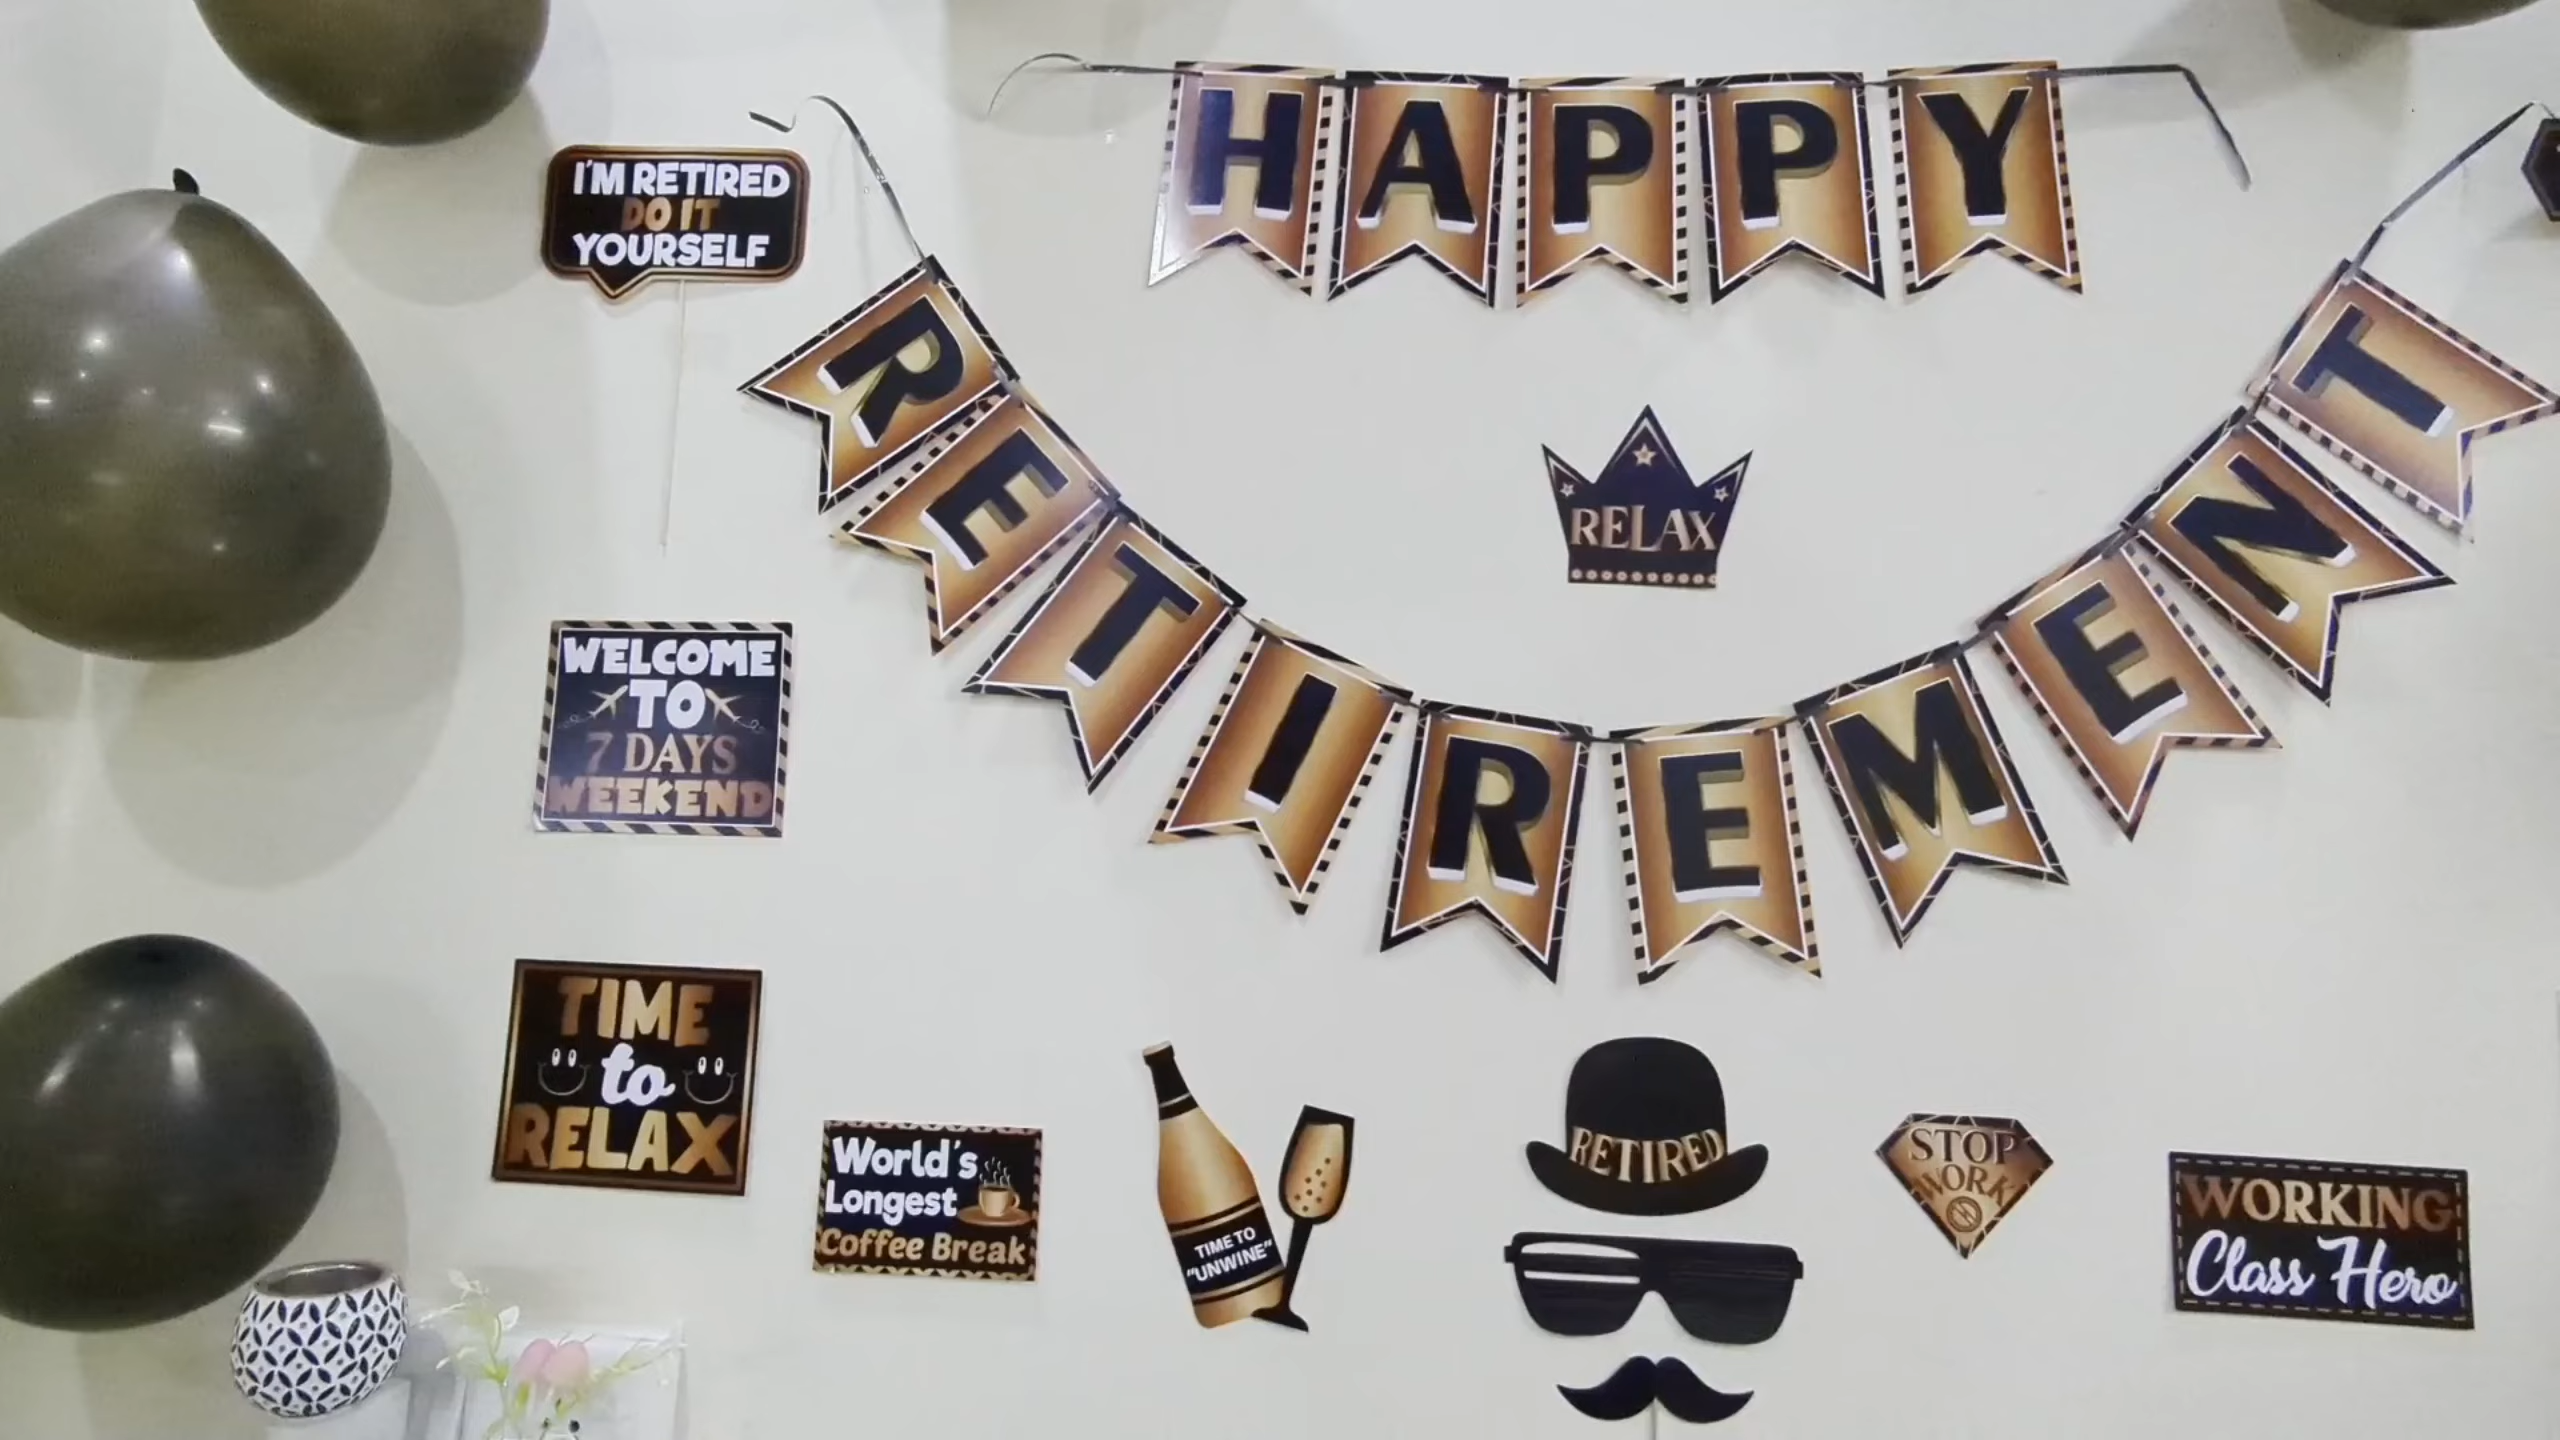 HAPPY
RETIREMENT
I'M RETIRED
DO IT
YOURSELF
RELAX
WELCOME
TO
7 DAYS
WEEKEND
TIME
to
RELAX
World's
Longest
Coffee Break
TIME TO
"UNWINE"
RETIRED
STOP
WORK!
WORKING
Class Hero